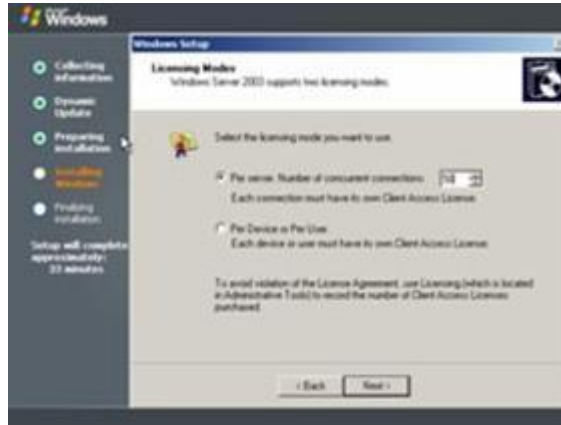 Windows
Collecting
information
Dynamic
Update
Preparing
installation
Installing
Windows
Finalizing
installation
Setup will complete in
approximately:
33 minutes
Windows Setup
Licensing Modes
Windows Server 2003 supports two licensing modes.
Select the licensing mode you want to use.
Per server. Number of concurrent connections:
Each connection must have its own Client Access License.
Per Device or Per User
Each device or user must have its own Client Access License.
To avoid violation of the License Agreement, use Licensing (which is located
in Administrative Tools) to record the number of Client Access Licenses
purchased.
< Back
Next >